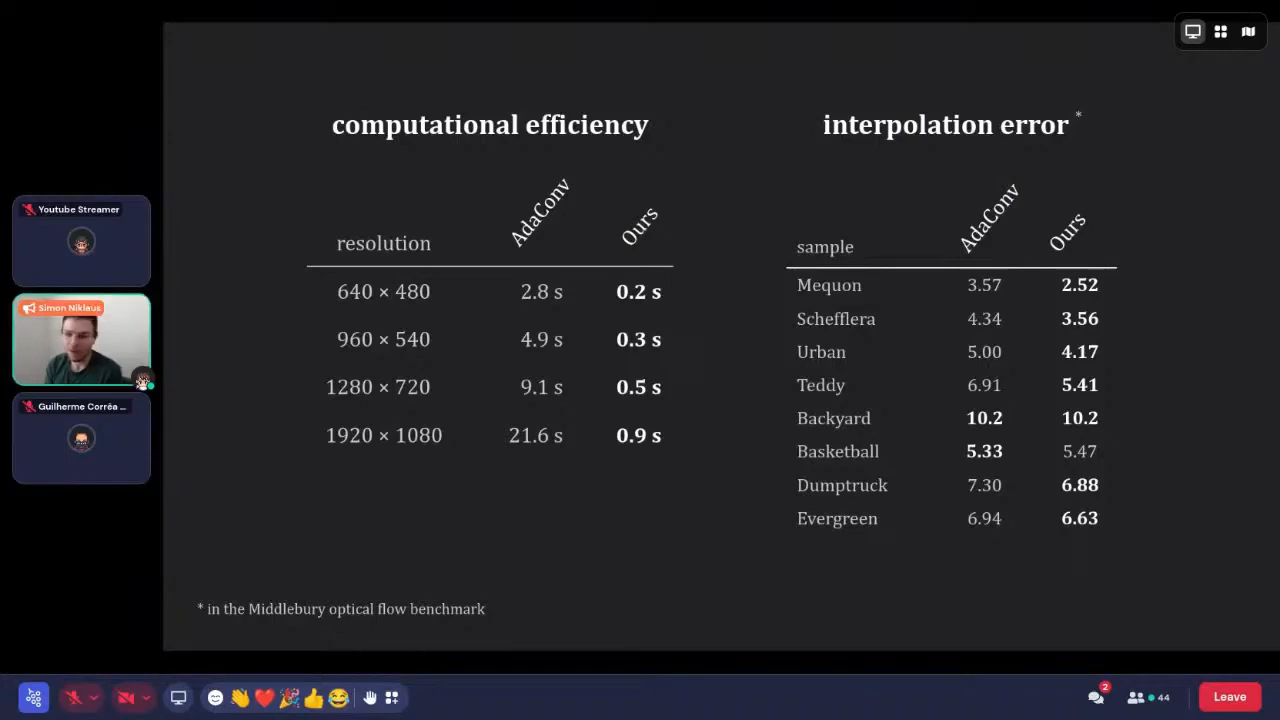 computational efficiency
resolution AdaConv Ours
640 × 480 2.8 s 0.2 s
960 × 540 4.9 s 0.3 s
1280 × 720 9.1 s 0.5 s
1920 × 1080 21.6 s 0.9 s
interpolation error *
sample AdaConv Ours
Mequon 3.57 2.52
Schefflera 4.34 3.56
Urban 5.00 4.17
Teddy 6.91 5.41
Backyard 10.2 10.2
Basketball 5.33 5.47
Dumptruck 7.30 6.88
Evergreen 6.94 6.63
* in the Middlebury optical flow benchmark
Youtube Streamer
Simon Niklaus
Guilherme Corrêa ...
2
44
Leave